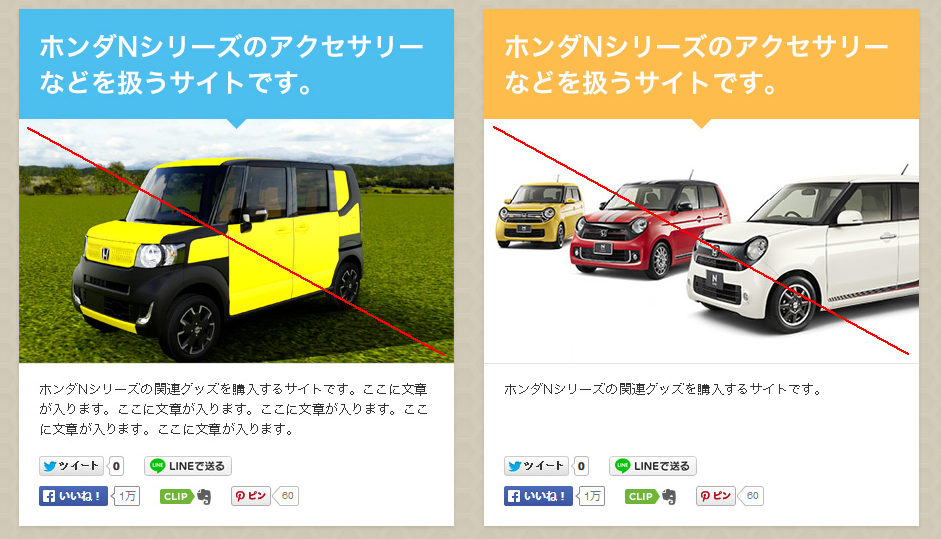 ホンダNシリーズのアクセサリー
などを扱うサイトです。
ホンダNシリーズの関連グッズを購入するサイトです。ここに文章
が入ります。ここに文章が入ります。ここに文章が入ります。ここ
に文章が入ります。ここに文章が入ります。
ツイート 0 LINE LINEで送る
いいね！ 1万 CLIP ピン 60
ホンダNシリーズのアクセサリー
などを扱うサイトです。
N
ホンダNシリーズの関連グッズを購入するサイトです。
ツイート 0 LINE LINEで送る
いいね！ 1万 CLIP ピン 60